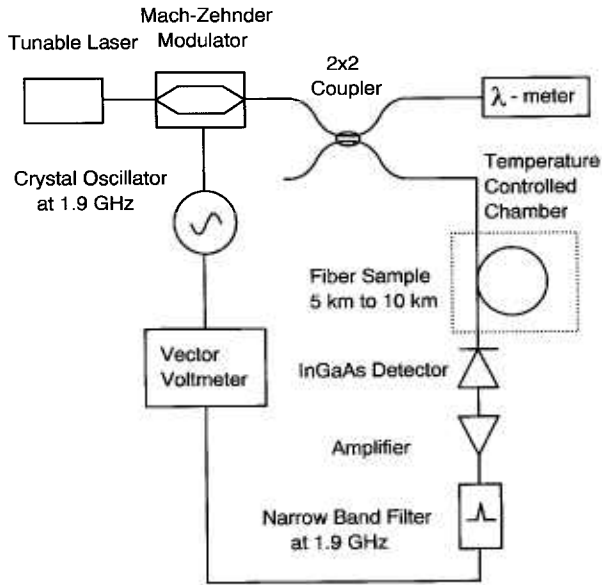 Mach-Zehnder
Modulator
Tunable Laser
2x2
Coupler
λ - meter
Crystal Oscillator
at 1.9 GHz
Temperature
Controlled
Chamber
Fiber Sample
5 km to 10 km
Vector
Voltmeter
InGaAs Detector
Amplifier
Narrow Band Filter
at 1.9 GHz